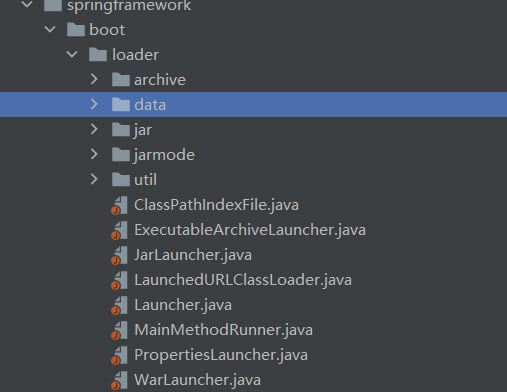 springframework
boot
loader
archive
data
jar
jarmode
util
ClassPathIndexFile.java
ExecutableArchiveLauncher.java
JarLauncher.java
LaunchedURLClassLoader.java
Launcher.java
MainMethodRunner.java
PropertiesLauncher.java
WarLauncher.java